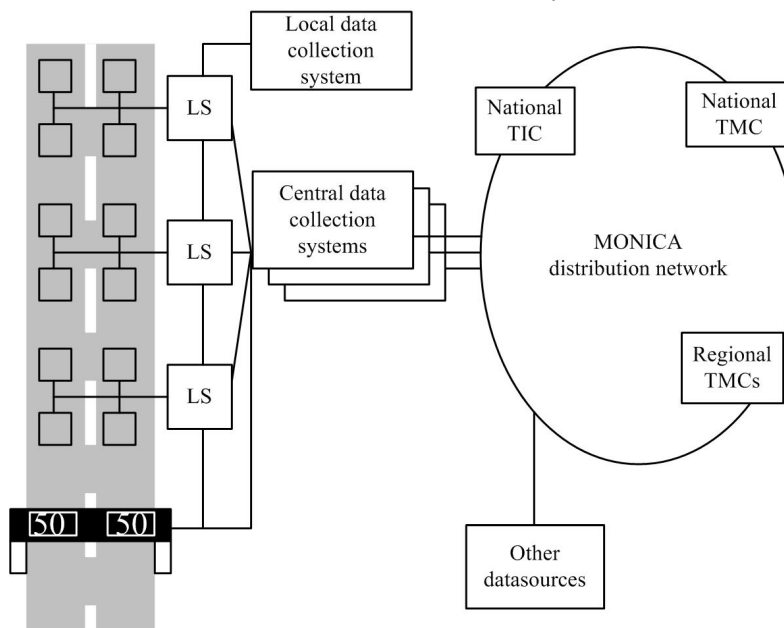 Local data
collection
system
LS
National
TIC
National
TMC
Central data
collection
systems
LS
MONICA
distribution network
Regional
TMCs
LS
50 50
Other
datasources